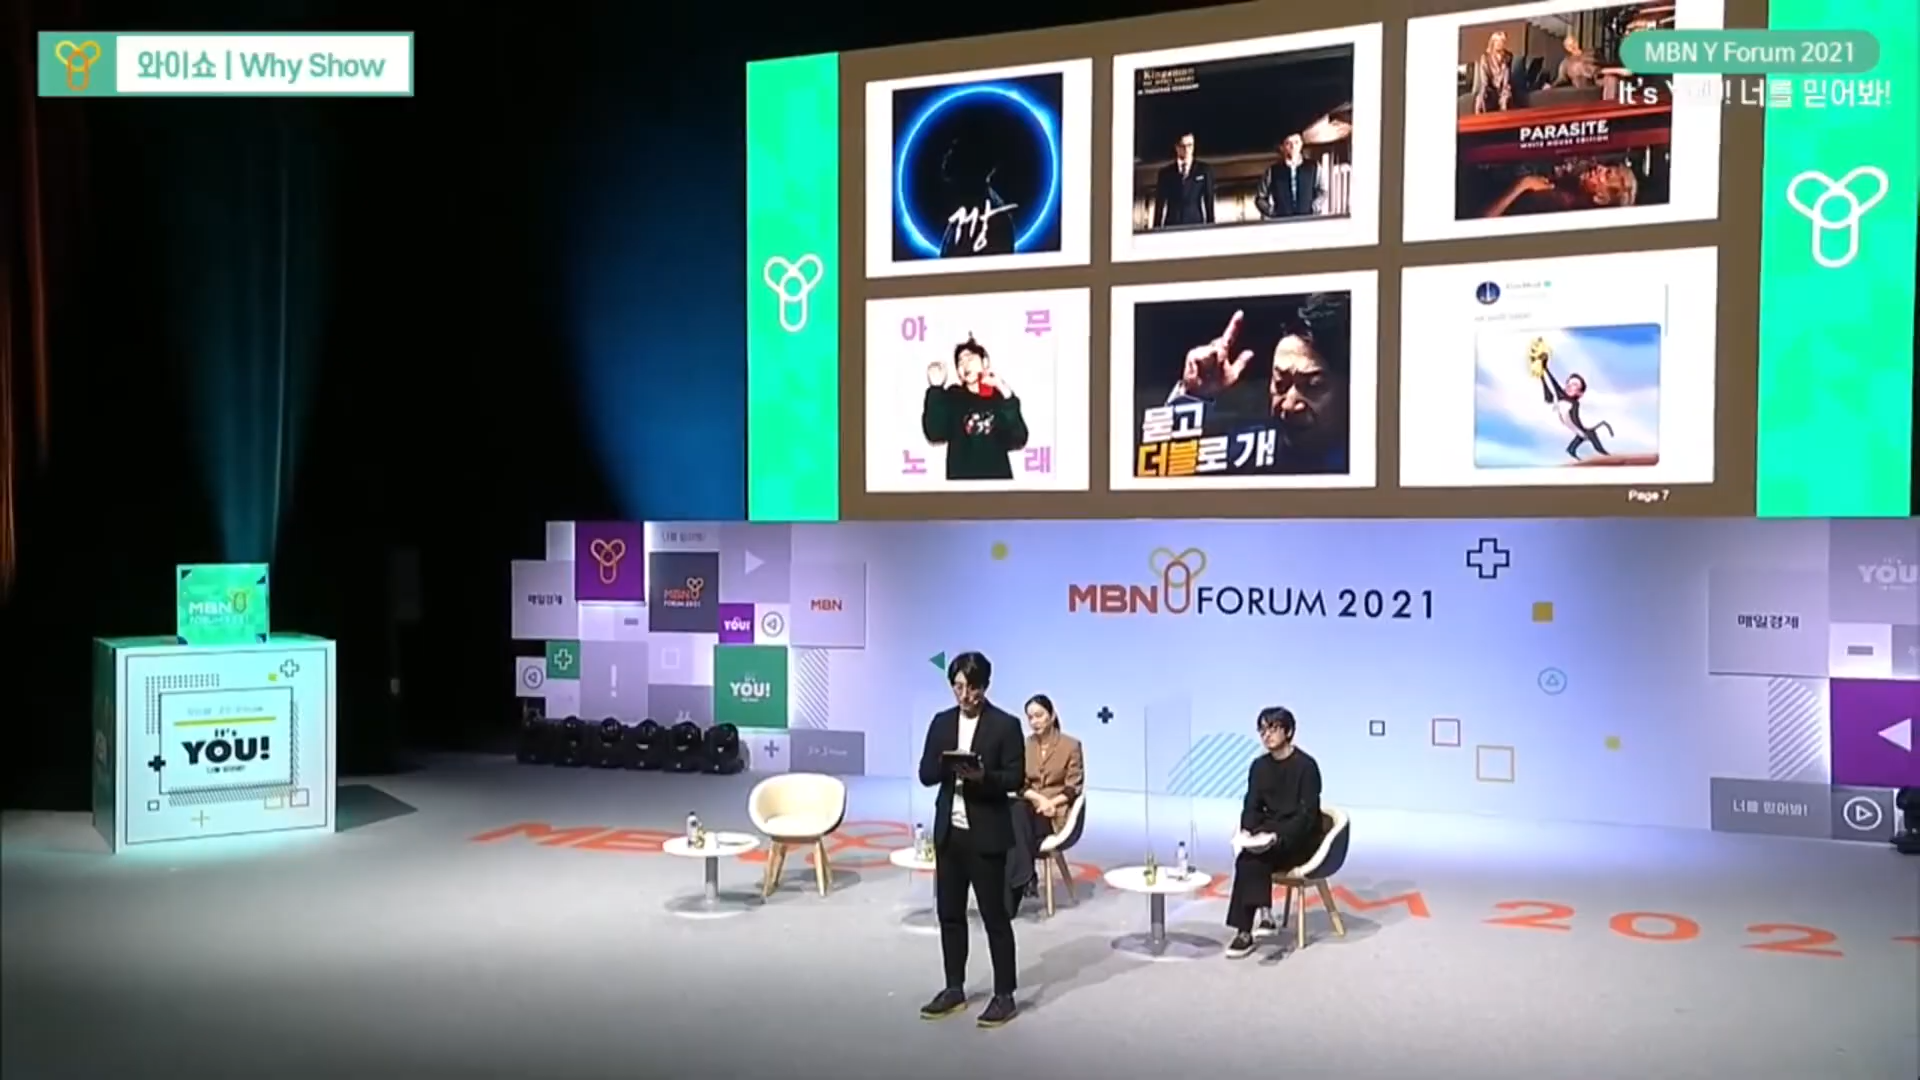 와이쇼 | Why Show
MBN Y Forum 2021
It's YOU! 너를 믿어봐!
깡
Kingsman
PARASITE
WHITE HOUSE EDITION
아 무
노 래
묻고
더블로 가!
Page 7
MBN FORUM 2021
매일경제
MBN
FORUM 2021
MBN
YOU!
YOU!
MBN
It's
YOU!
매일경제
YOU!
너를 믿어봐!
MBN Y FORUM 202